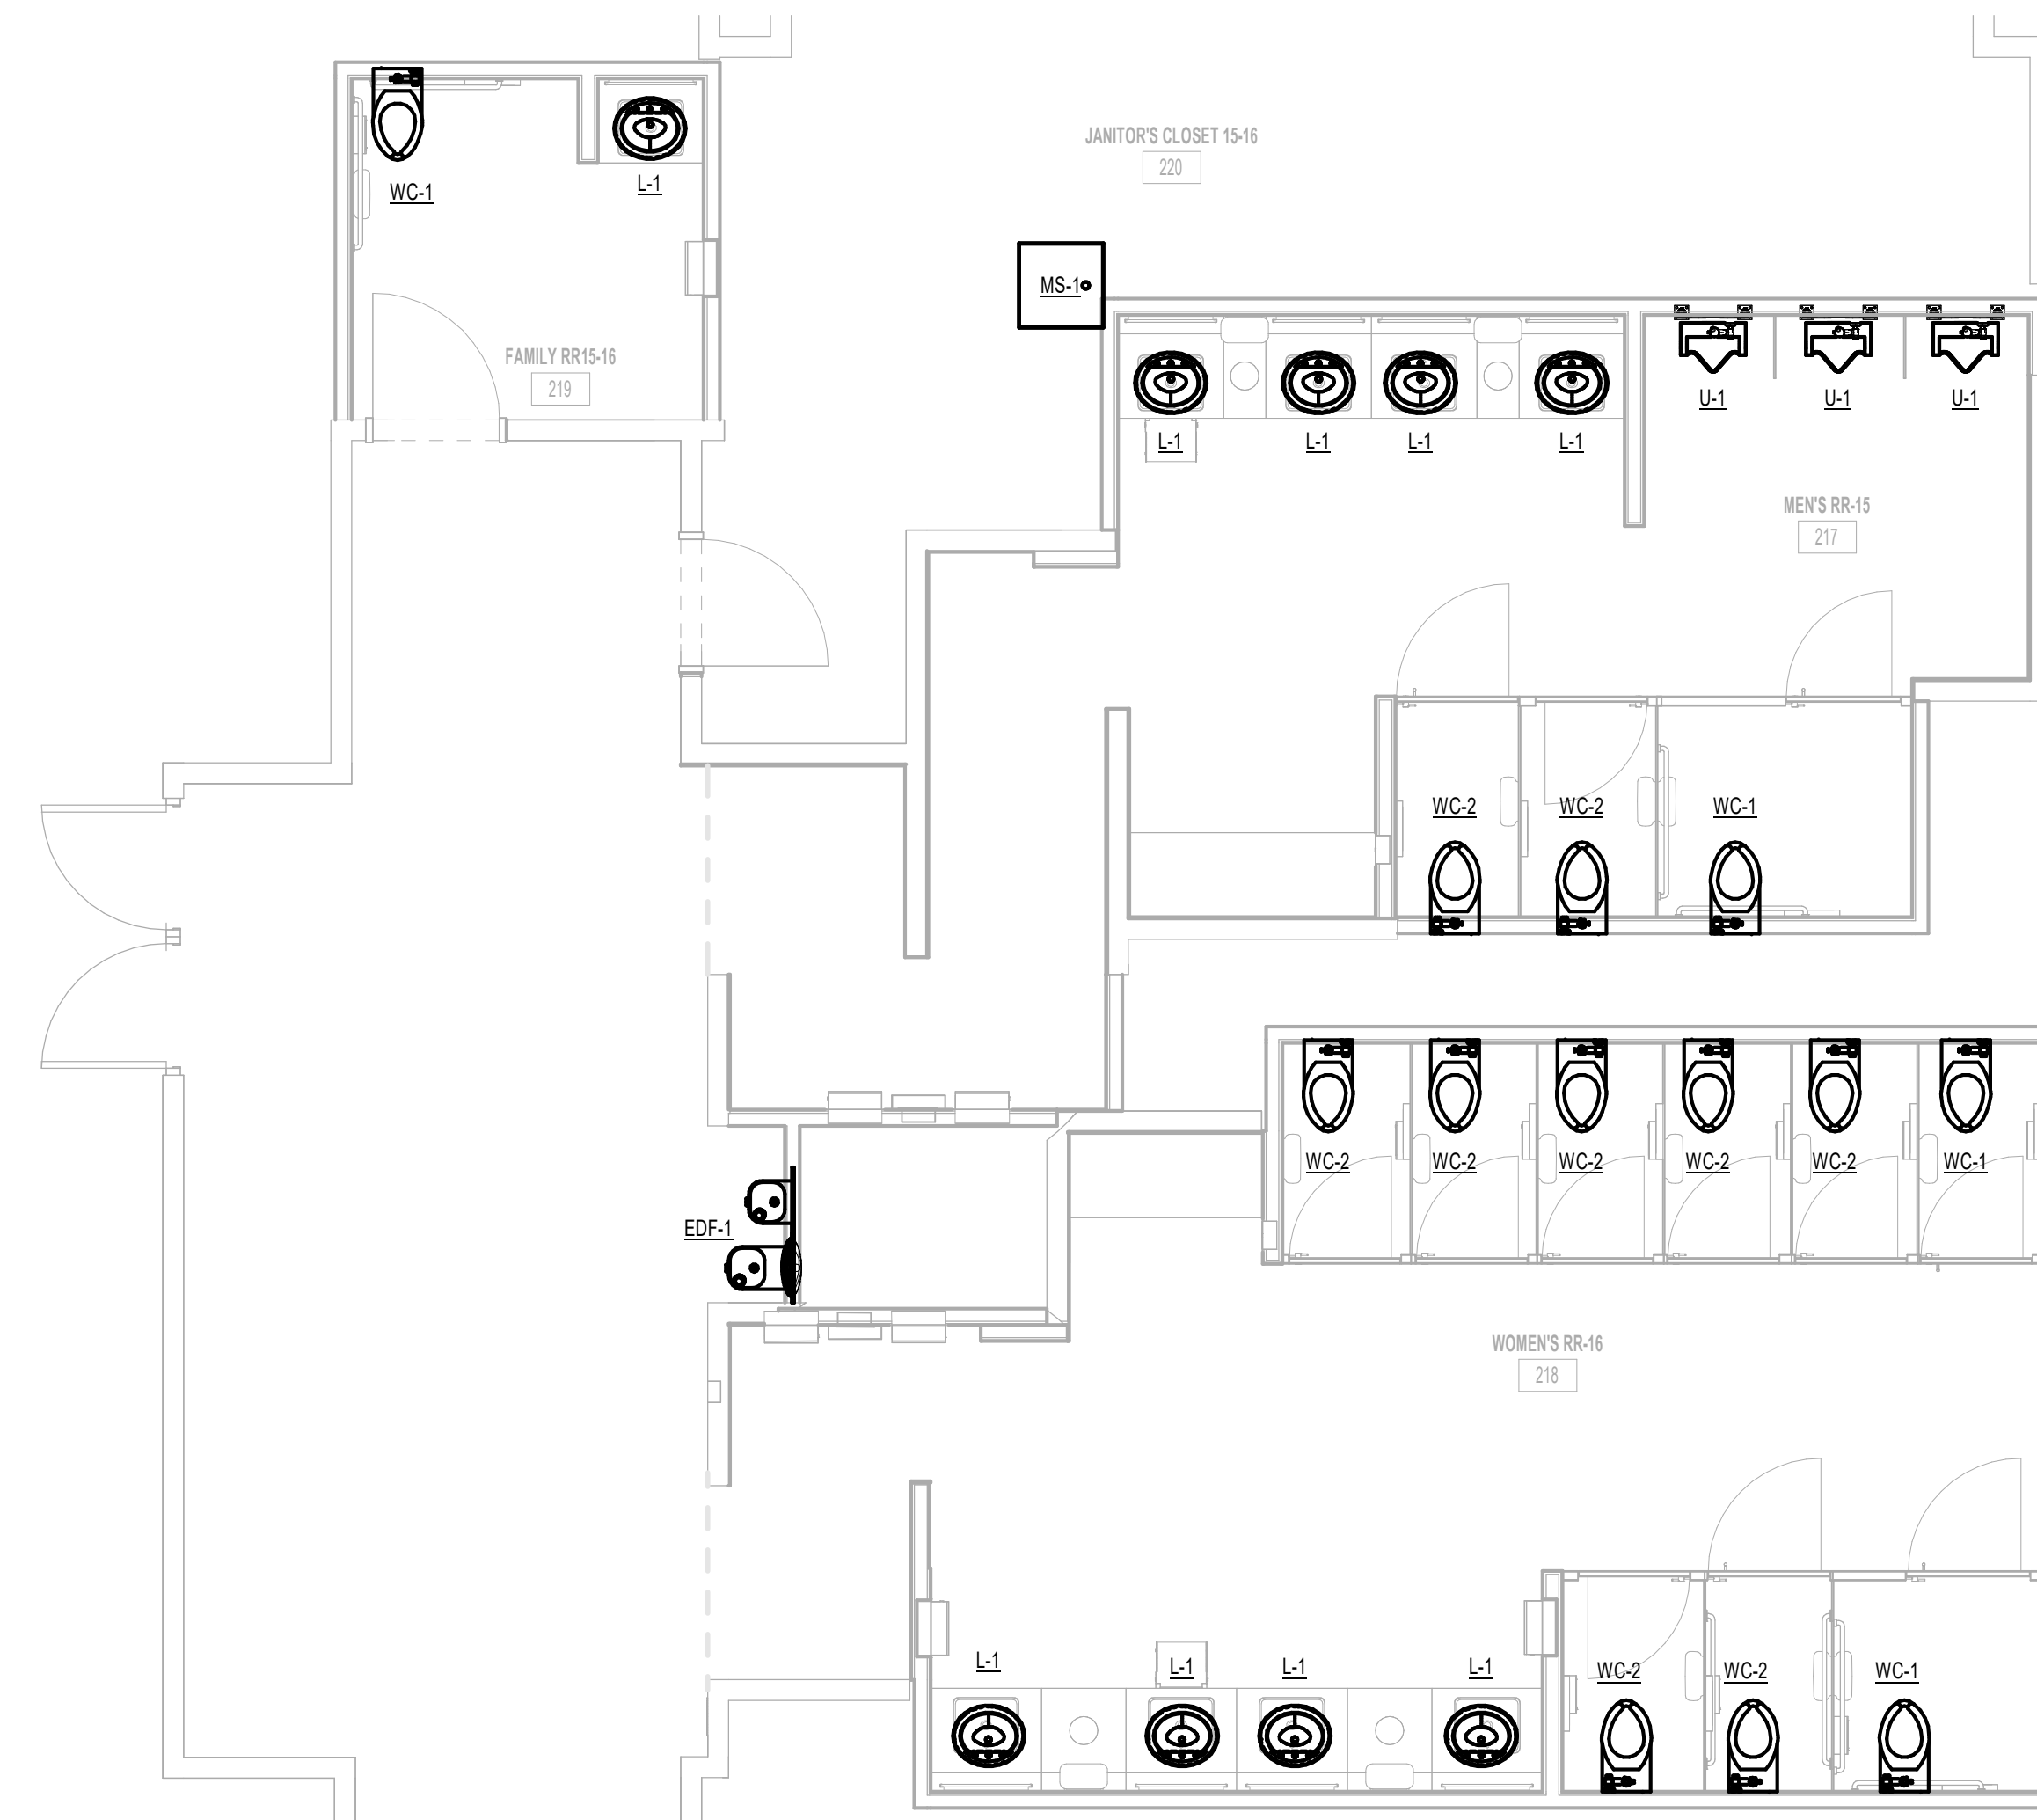 JANITOR'S CLOSET 15-16
220
WC-1
L-1
MS-1
FAMILY RR15-16
219
U-1
U-1
U-1
L-1
L-1
L-1
L-1
MEN'S RR-15
217
WC-2
WC-2
WC-1
WC-2
WC-2
WC-2
WC-2
WC-2
WC-1
EDF-1
WOMEN'S RR-16
218
L-1
L-1
L-1
L-1
WC-2
WC-2
WC-1